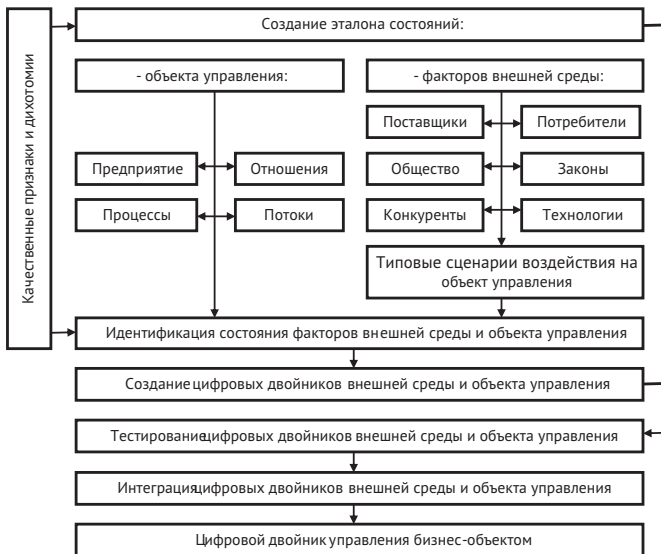 Качественные признаки и дихотомии
Создание эталона состояний:
- объекта управления:
- факторов внешней среды:
Поставщики
Потребители
Предприятие
Отношения
Общество
Законы
Процессы
Потоки
Конкуренты
Технологии
Типовые сценарии воздействия на
объект управления
Идентификация состояния факторов внешней среды и объекта управления
Создание цифровых двойников внешней среды и объекта управления
Тестирование цифровых двойников внешней среды и объекта управления
Интеграция цифровых двойников внешней среды и объекта управления
Цифровой двойник управления бизнес-объектом